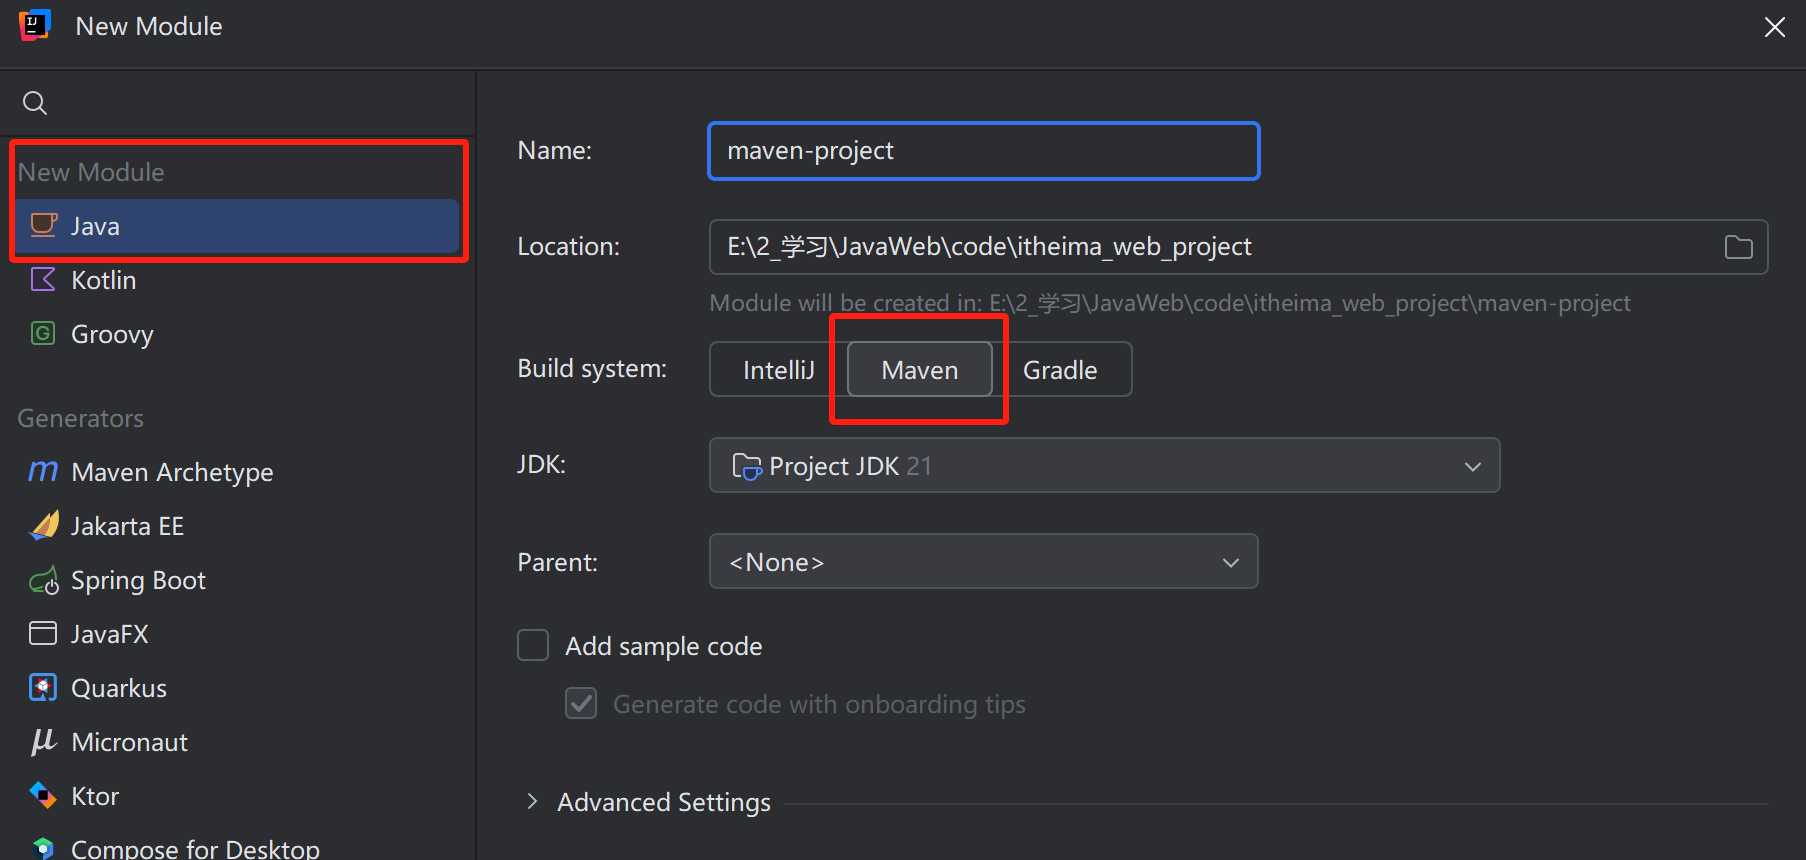 New Module
New Module
Java
Kotlin
Groovy
Generators
Maven Archetype
Jakarta EE
Spring Boot
JavaFX
Quarkus
Micronaut
Ktor
Compose for Desktop
Name:
maven-project
Location:
E:\2_学习\JavaWeb\code\itheima_web_project
Module will be created in: E:\2_学习\JavaWeb\code\itheima_web_project\maven-project
Build system:
IntelliJ
Maven
Gradle
JDK:
Project JDK 21
Parent:
<None>
Add sample code
Generate code with onboarding tips
Advanced Settings